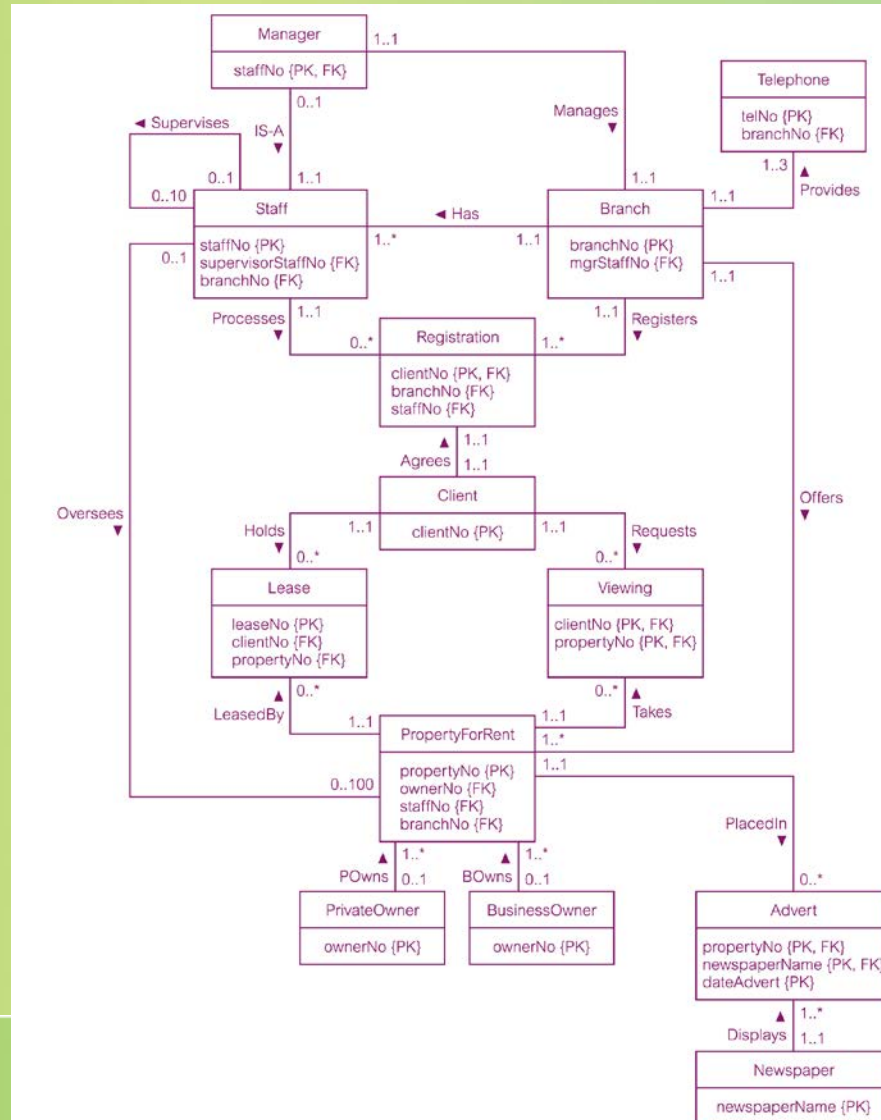 Manager
staffNo {PK, FK}
1..1
0..1
Telephone
telNo {PK}
branchNo {FK}
◄ Supervises
IS-A
▼
Manages
▼
0..1
0..10
1..1
1..1
1..3
▲
Provides
1..1
Staff
staffNo {PK}
supervisorStaffNo {FK}
branchNo {FK}
◄ Has
1..*
1..1
Branch
branchNo {PK}
mgrStaffNo {FK}
0..1
1..1
Processes
▼
1..1
0..*
1..1
Registers
▼
1..*
Registration
clientNo {PK, FK}
branchNo {FK}
staffNo {FK}
▲
Agrees
1..1
1..1
Client
clientNo {PK}
Oversees
▼
Offers
▼
Holds
▼
1..1
0..*
1..1
Requests
▼
0..*
Lease
leaseNo {PK}
clientNo {FK}
propertyNo {FK}
Viewing
clientNo {PK, FK}
propertyNo {PK, FK}
▲
LeasedBy
0..*
1..1
0..*
▲
Takes
1..1
1..*
1..1
0..100
PropertyForRent
propertyNo {PK}
ownerNo {FK}
staffNo {FK}
branchNo {FK}
PlacedIn
▼
0..*
▲
POwns
1..*
0..1
▲
BOwns
1..*
0..1
PrivateOwner
ownerNo {PK}
BusinessOwner
ownerNo {PK}
Advert
propertyNo {PK, FK}
newspaperName {PK, FK}
dateAdvert {PK}
▲
Displays
1..*
1..1
Newspaper
newspaperName {PK}